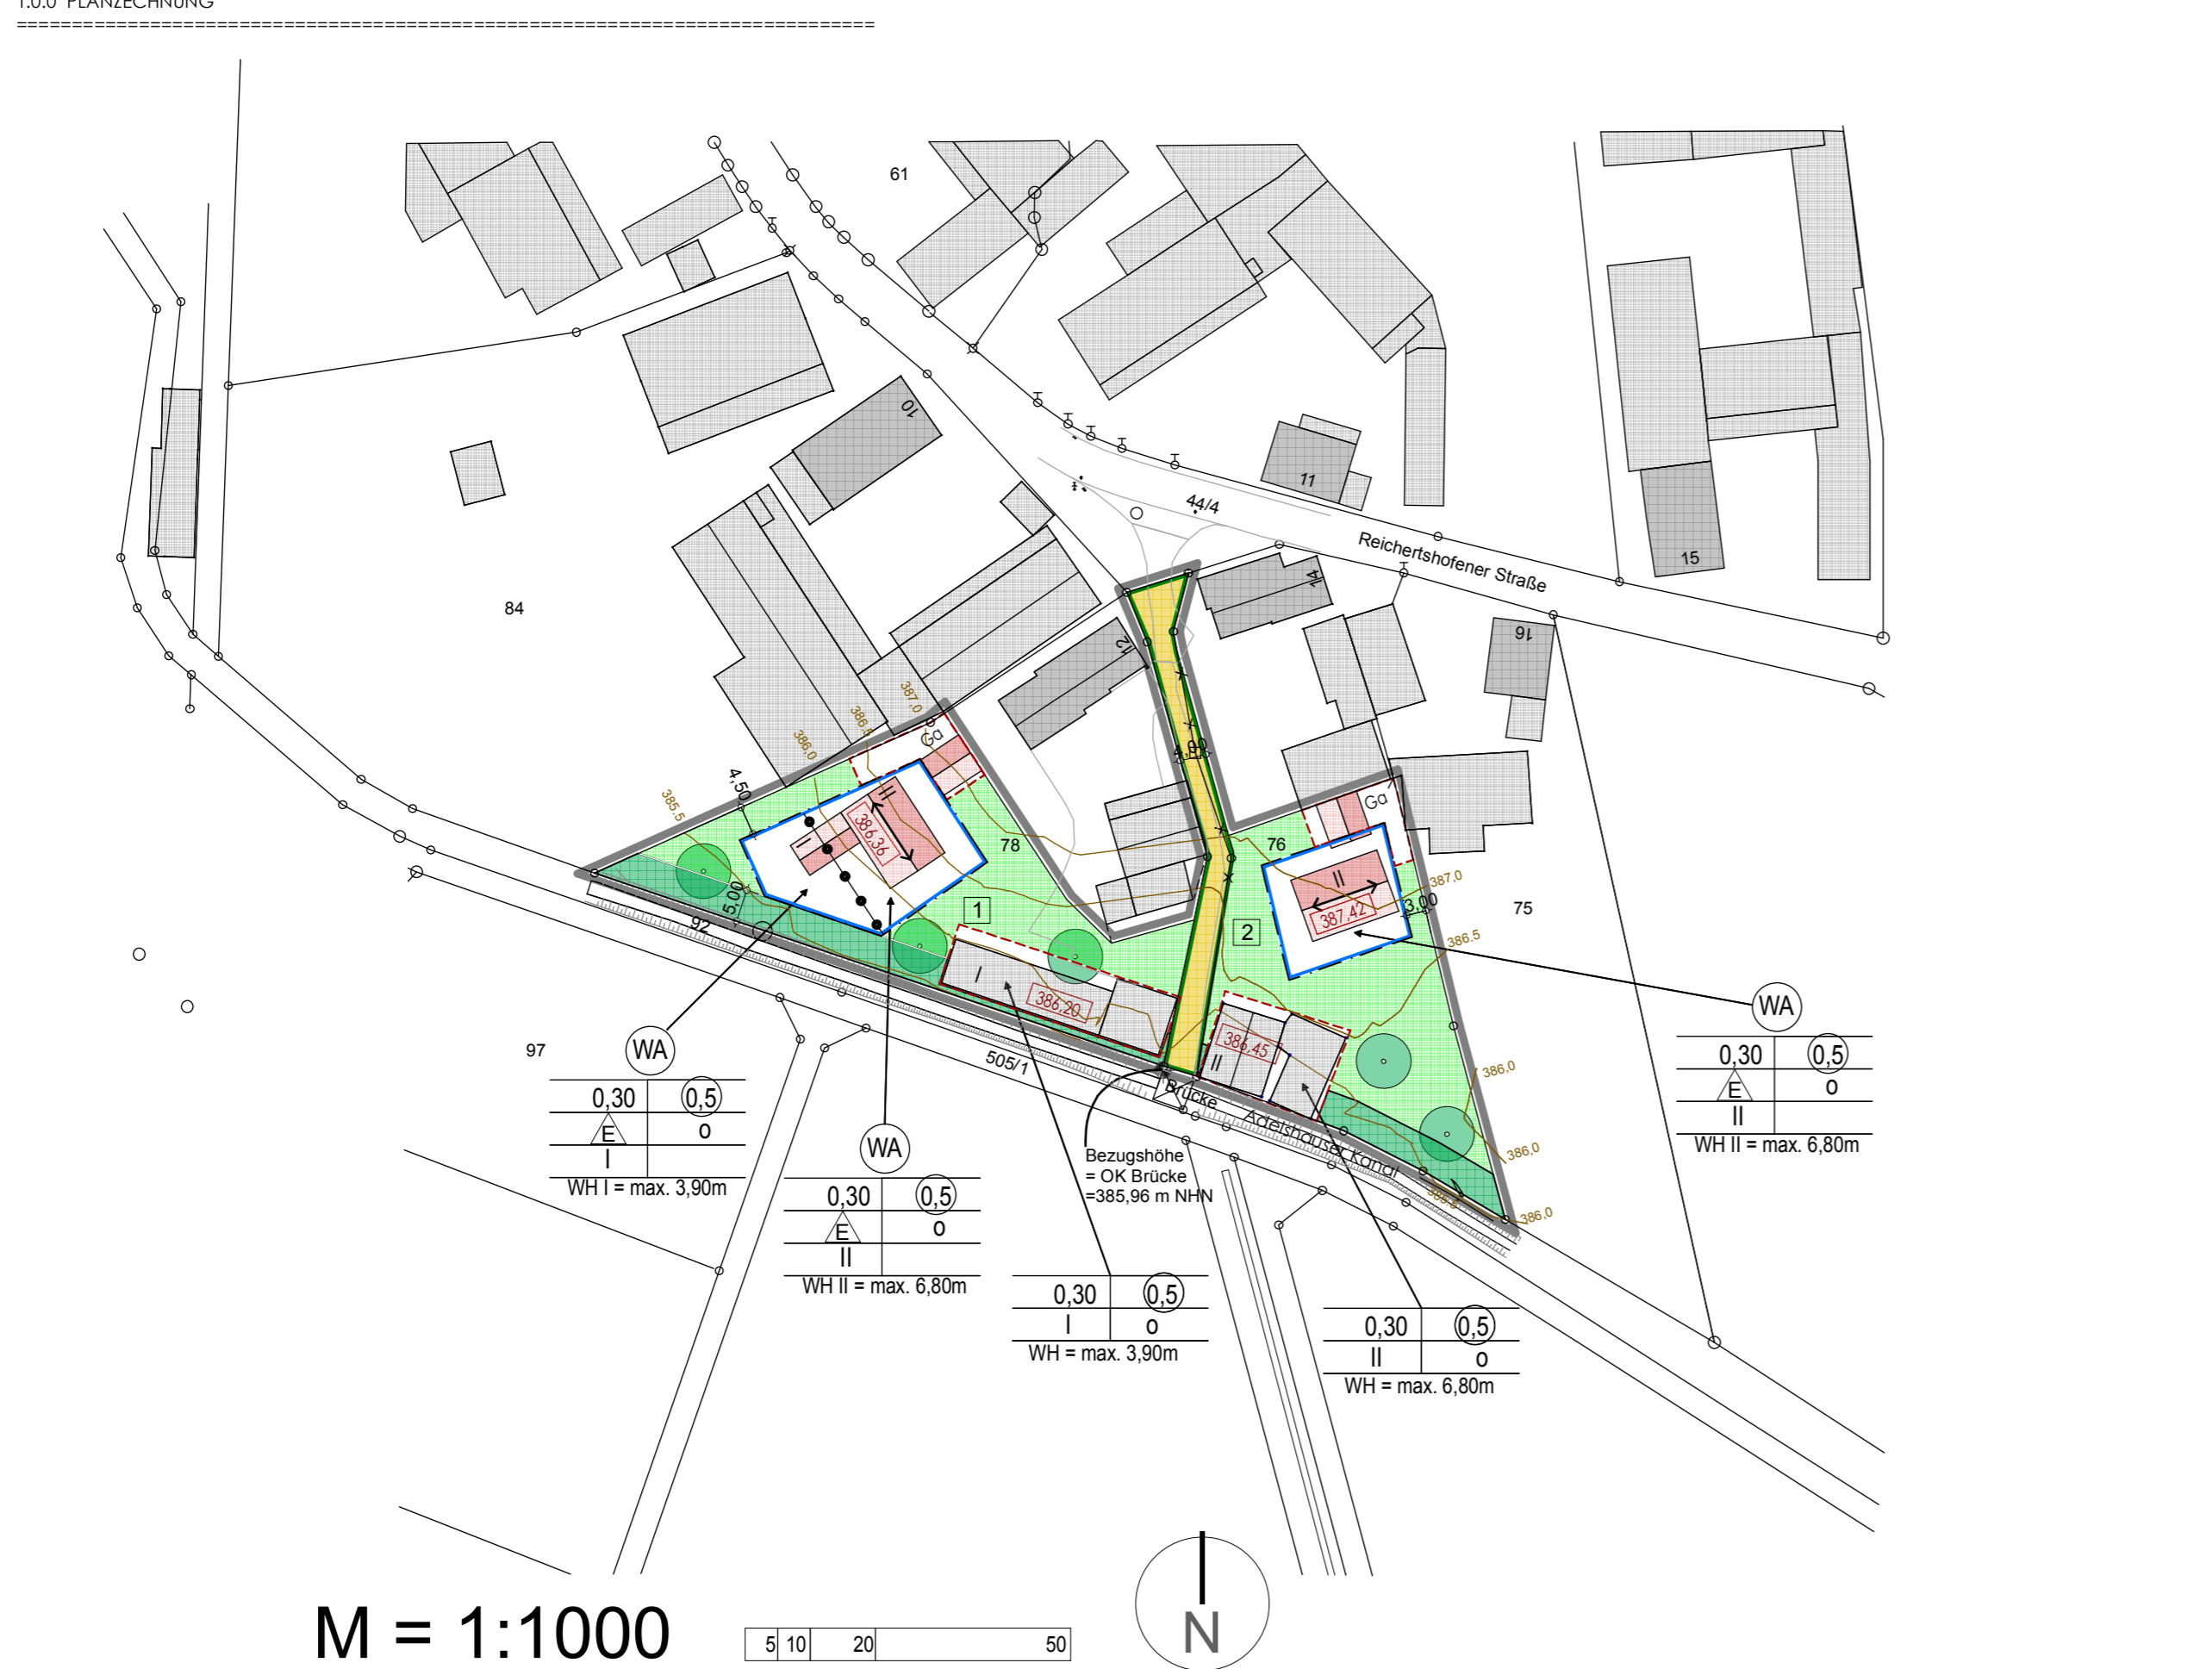 1.0.0 PLANZECHNUNG
=====================================================================================
61
10
11
44/4
Reichertshofener Straße
15
14
16
12
84
387,0
386.5
386,0
385.5
Ga
4,50
II
386,36
I
78
4,00
76
Ga
II
387,42
387,0
3,00
75
386.5
5,00
92
1
2
I
386,20
386,45
II
505/1
Brücke
Adelshauser Kanal
386,0
386,0
385.5
386,0
Bezugshöhe
= OK Brücke
=385,96 m NHN
97
WA
0,30 0,5
E o
I
WH I = max. 3,90m
WA
0,30 0,5
E o
II
WH II = max. 6,80m
0,30 0,5
I o
WH = max. 3,90m
0,30 0,5
II o
WH = max. 6,80m
WA
0,30 0,5
E o
II
WH II = max. 6,80m
M = 1:1000
5 10 20 50
N